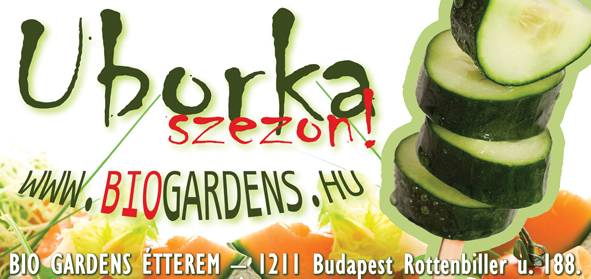 Uborka
szezon!
www.BIOGARDENS.HU
BIO GARDENS ÉTTEREM – 1211 Budapest Rottenbiller u. 188.